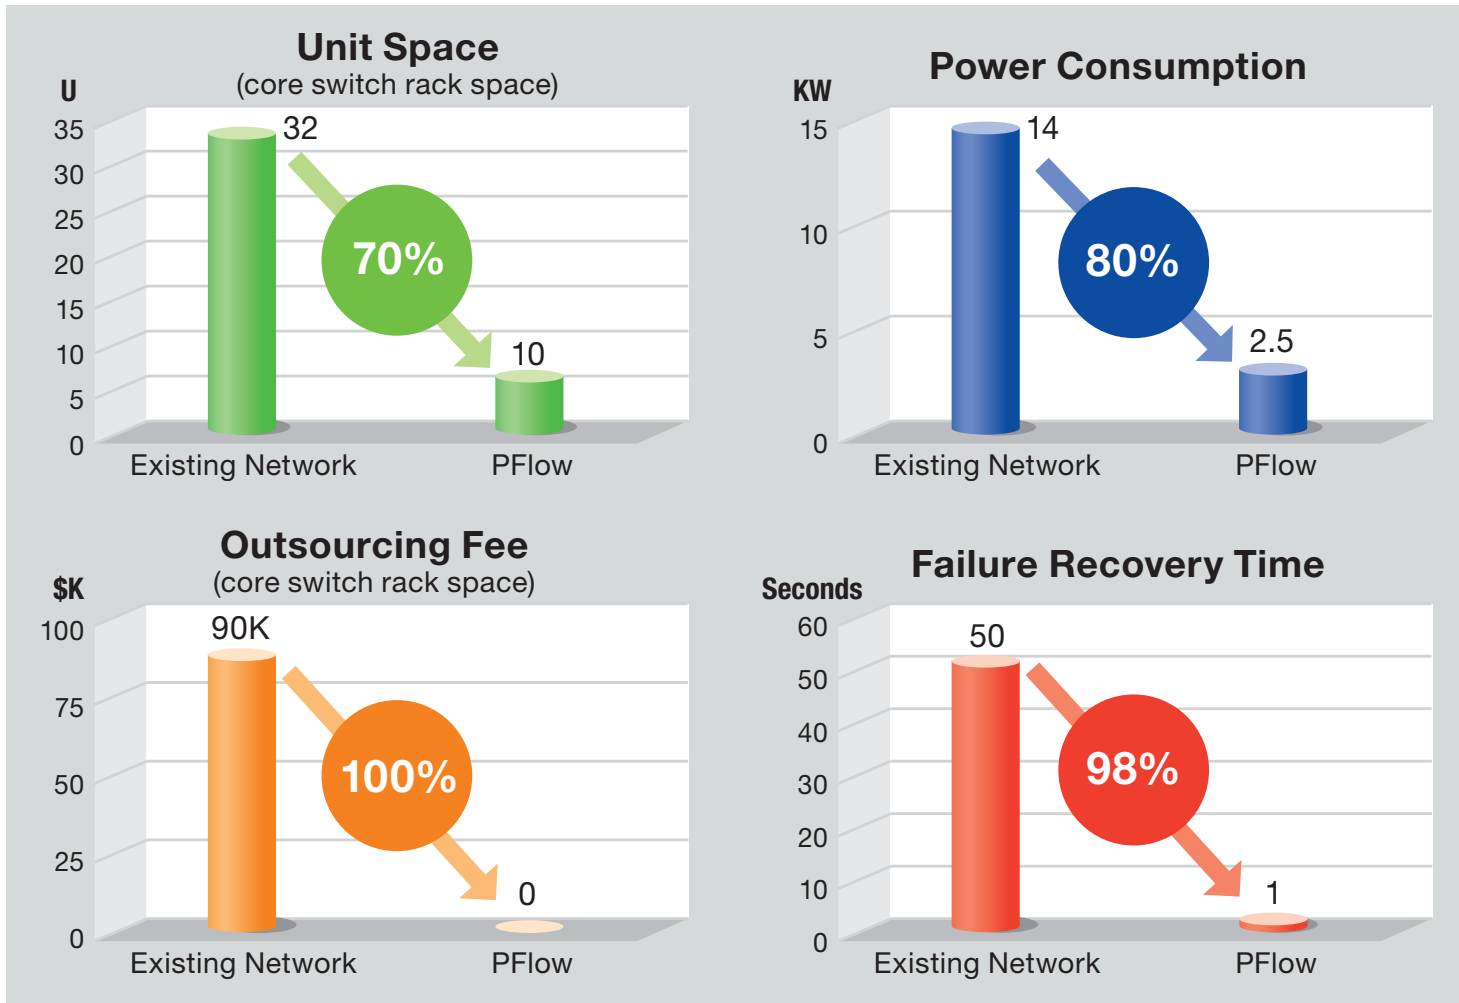 Unit Space
(core switch rack space)
U
35
30
25
20
15
10
5
0
32
70%
10
Existing Network
PFlow
Power Consumption
KW
15
10
5
0
14
80%
2.5
Existing Network
PFlow
Outsourcing Fee
(core switch rack space)
$K
100
75
50
25
0
90K
100%
0
Existing Network
PFlow
Failure Recovery Time
Seconds
60
50
40
30
20
10
0
50
98%
1
Existing Network
PFlow